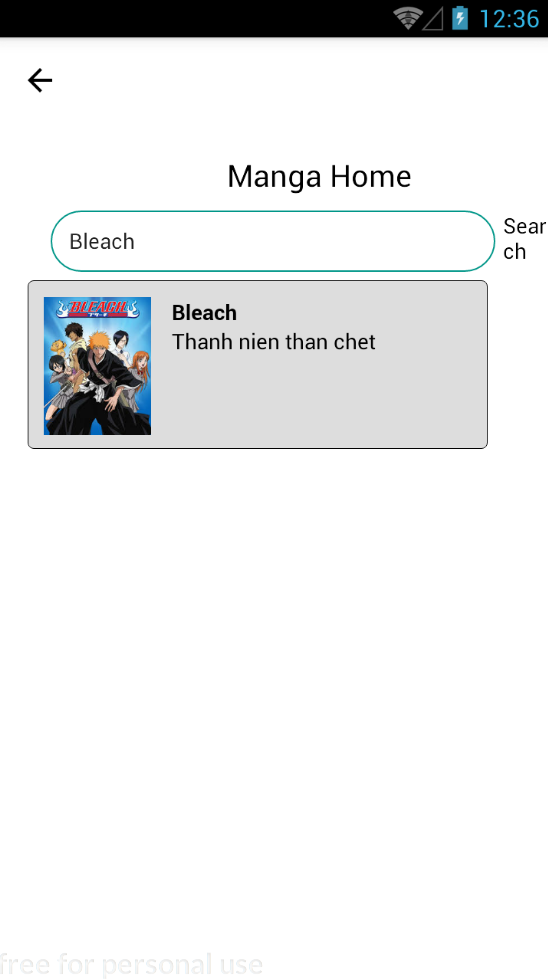 12:36
Manga Home
Bleach
Sear
ch
BLEACH
Bleach
Thanh nien than chet
free for personal use